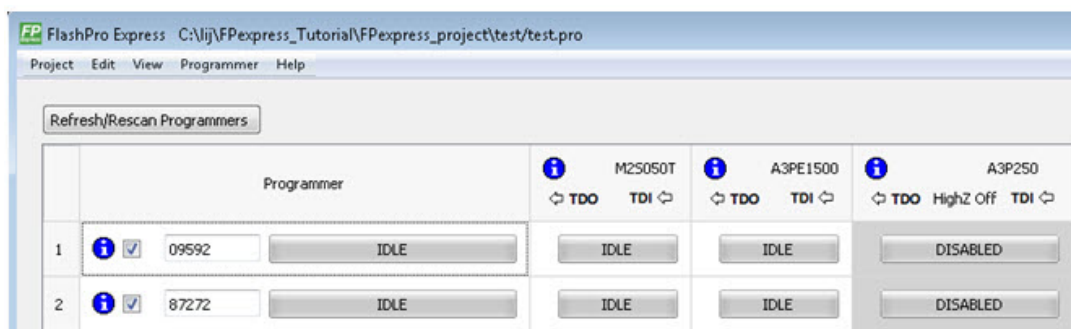 FP FlashPro Express C:\lij\FPexpress_Tutorial\FPexpress_project\test/test.pro
Project Edit View Programmer Help
Refresh/Rescan Programmers
Programmer
M2S050T
TDO TDI
A3PE1500
TDO TDI
A3P250
TDO HighZ Off TDI
1 09592 IDLE IDLE IDLE DISABLED
2 87272 IDLE IDLE IDLE DISABLED